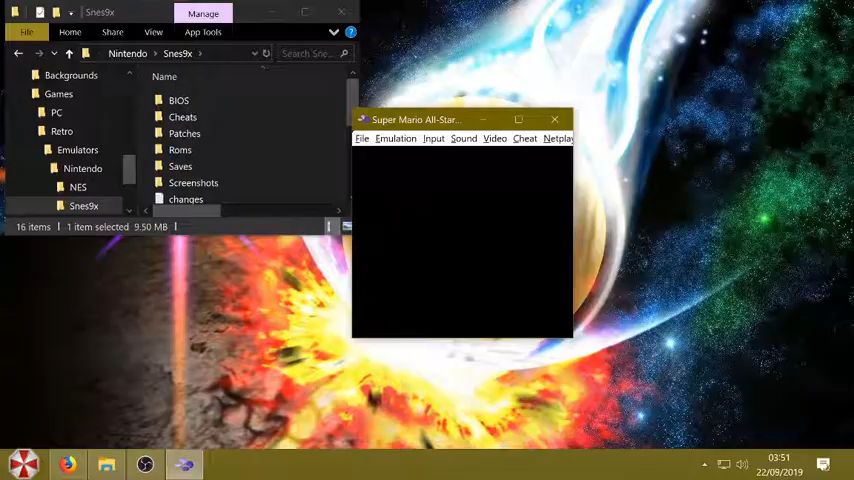 Snes9x
Manage
File
Home
Share
View
App Tools
Nintendo
Snes9x
Search Sne...
Backgrounds
Games
PC
Retro
Emulators
Nintendo
NES
Snes9x
Name
BIOS
Cheats
Patches
Roms
Saves
Screenshots
changes
16 items
1 item selected
9.50 MB
Super Mario All-Star...
File Emulation Input Sound Video Cheat Netplay
03:51
22/09/2019